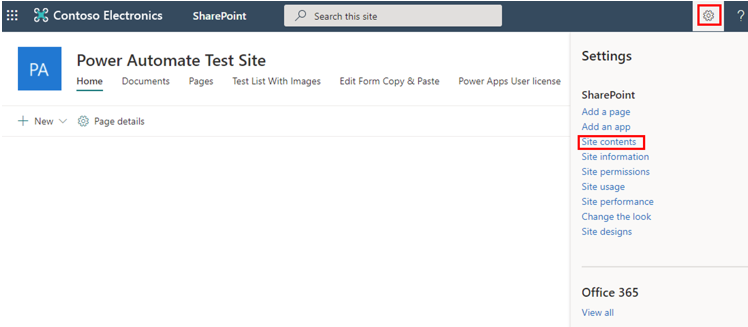 Contoso Electronics SharePoint Search this site ?
PA
Power Automate Test Site
Home Documents Pages Test List With Images Edit Form Copy & Paste Power Apps User license
New Page details
Settings
SharePoint
Add a page
Add an app
Site contents
Site information
Site permissions
Site usage
Site performance
Change the look
Site designs
Office 365
View all